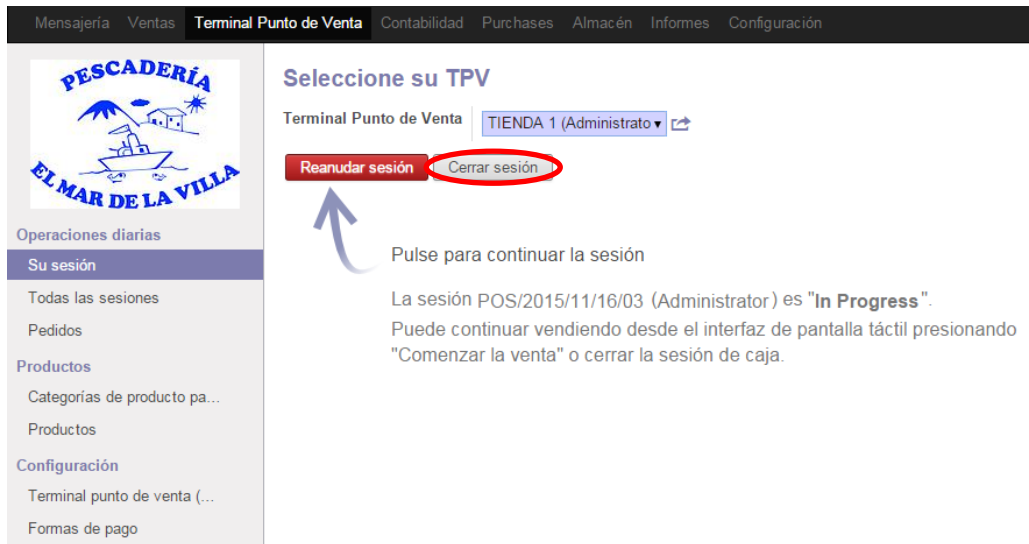 Mensajería Ventas Terminal Punto de Venta Contabilidad Purchases Almacén Informes Configuración
PESCADERÍA
EL MAR DE LA VILLA
Operaciones diarias
Su sesión
Todas las sesiones
Pedidos
Productos
Categorías de producto pa...
Productos
Configuración
Terminal punto de venta (...
Formas de pago
Seleccione su TPV
Terminal Punto de Venta TIENDA 1 (Administrato
Reanudar sesión Cerrar sesión
Pulse para continuar la sesión
La sesión POS/2015/11/16/03 (Administrator) es "In Progress".
Puede continuar vendiendo desde el interfaz de pantalla táctil presionando
"Comenzar la venta" o cerrar la sesión de caja.